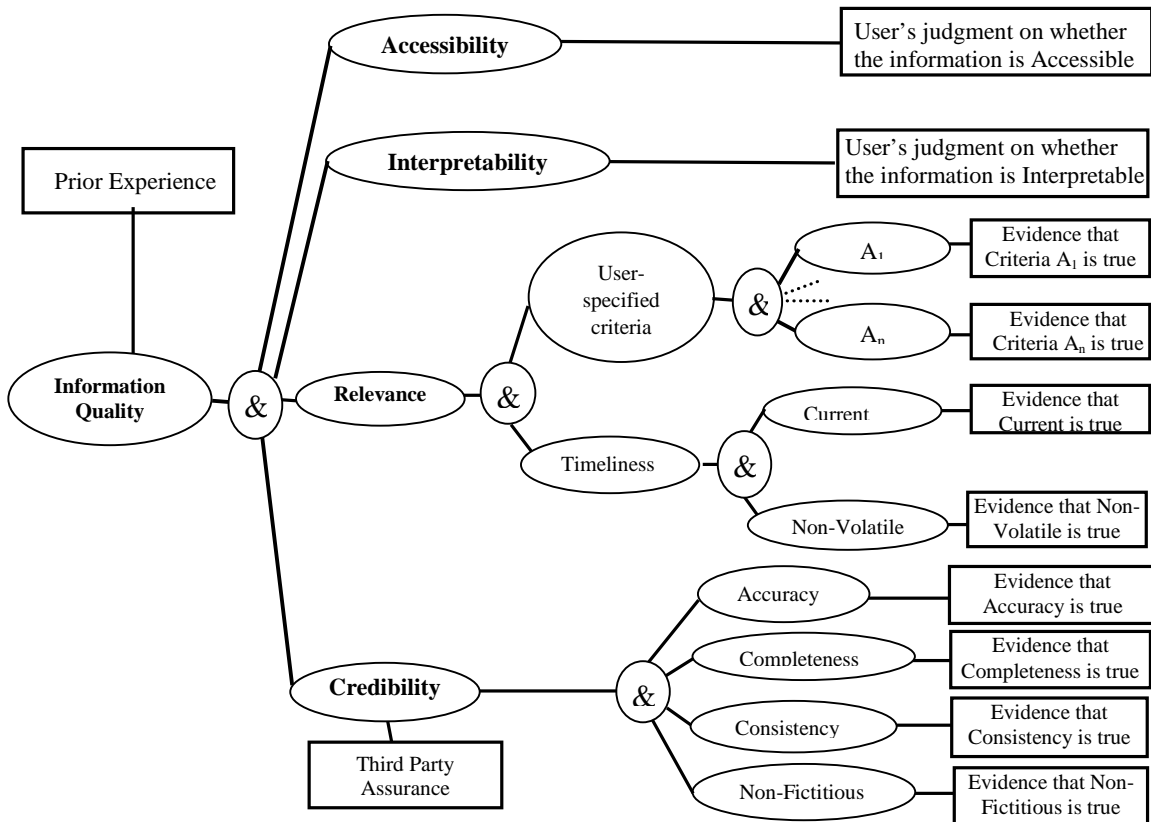 Accessibility
User's judgment on whether
the information is Accessible
Interpretability
User's judgment on whether
the information is Interpretable
Prior Experience
Information
Quality
&
Relevance
&
User-
specified
criteria
&
A1
Evidence that
Criteria A1 is true
An
Evidence that
Criteria An is true
Timeliness
&
Current
Evidence that
Current is true
Non-Volatile
Evidence that Non-
Volatile is true
Credibility
Third Party
Assurance
&
Accuracy
Evidence that
Accuracy is true
Completeness
Evidence that
Completeness is true
Consistency
Evidence that
Consistency is true
Non-Fictitious
Evidence that Non-
Fictitious is true